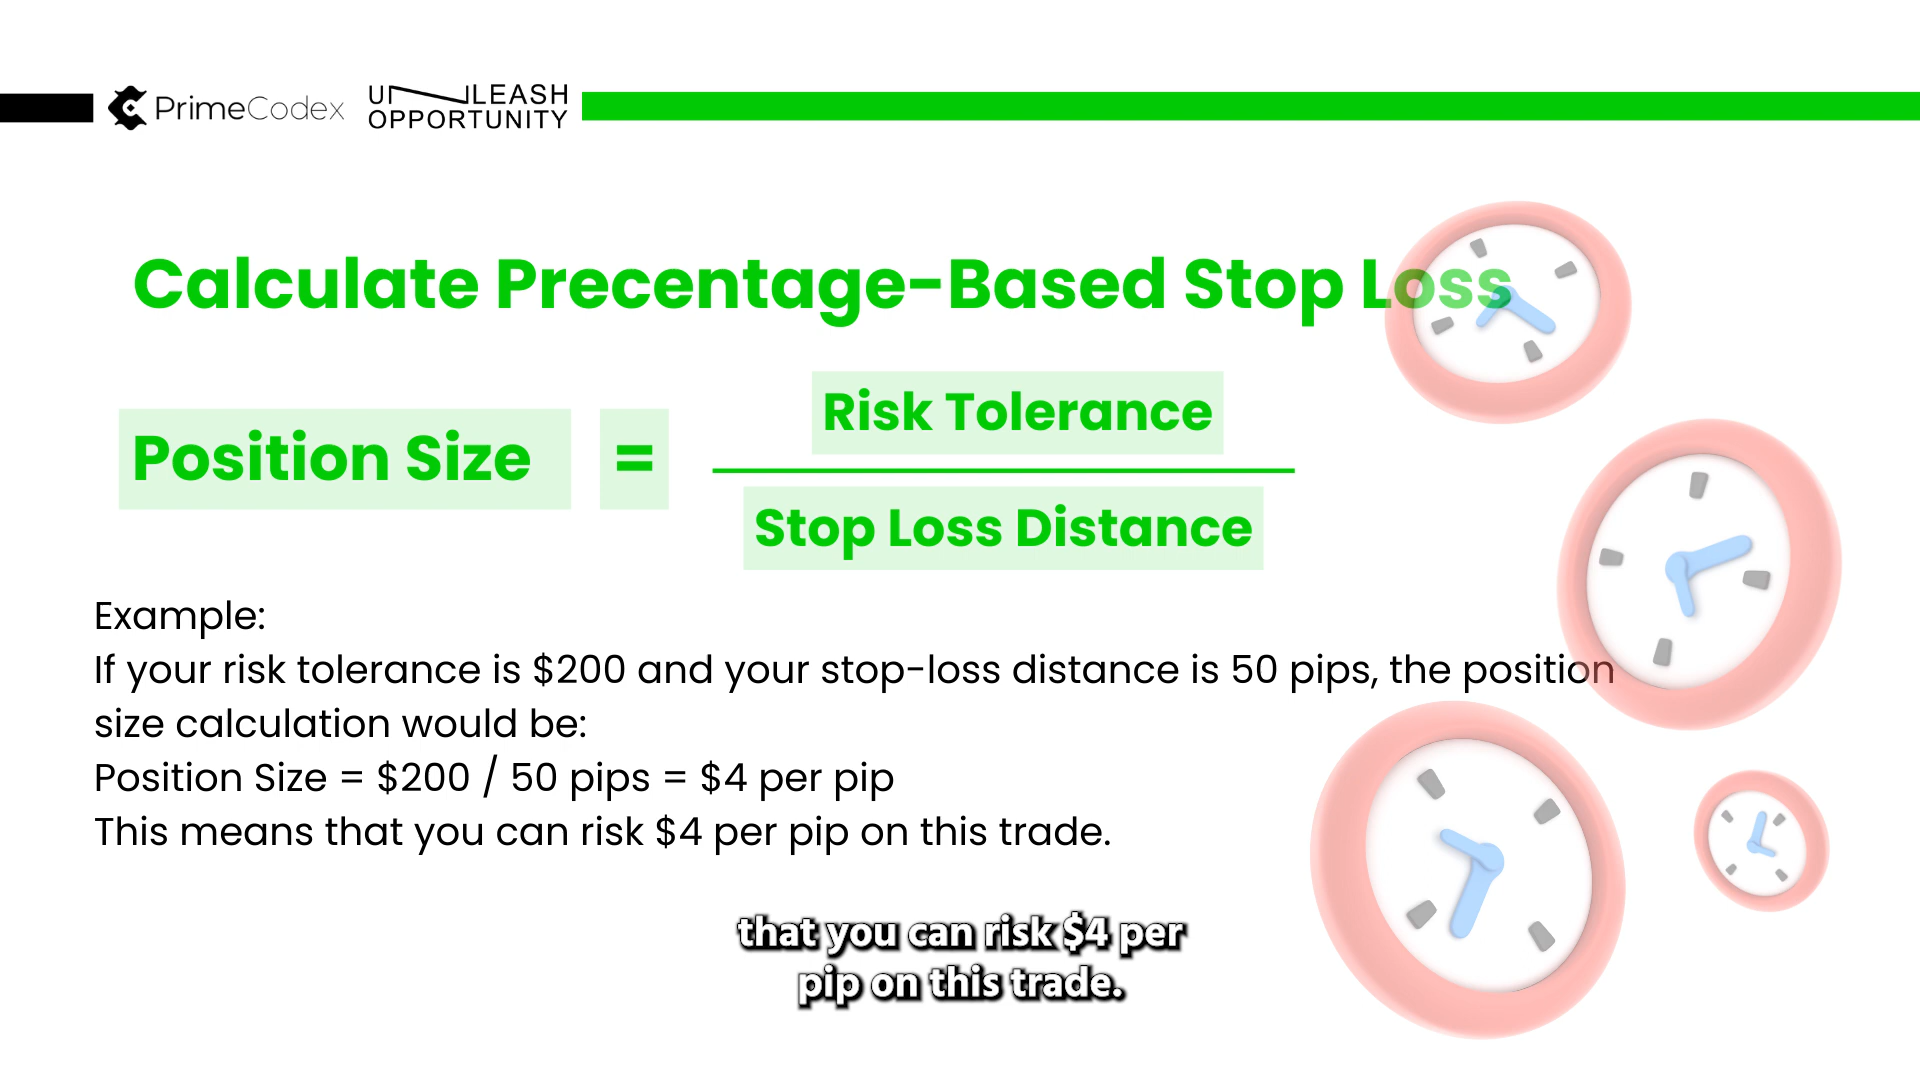 PrimeCodex
UNLEASH
OPPORTUNITY
Calculate Precentage-Based Stop Loss
Position Size = Risk Tolerance
Stop Loss Distance
Example:
If your risk tolerance is $200 and your stop-loss distance is 50 pips, the position
size calculation would be:
Position Size = $200 / 50 pips = $4 per pip
This means that you can risk $4 per pip on this trade.
that you can risk $4 per
pip on this trade.